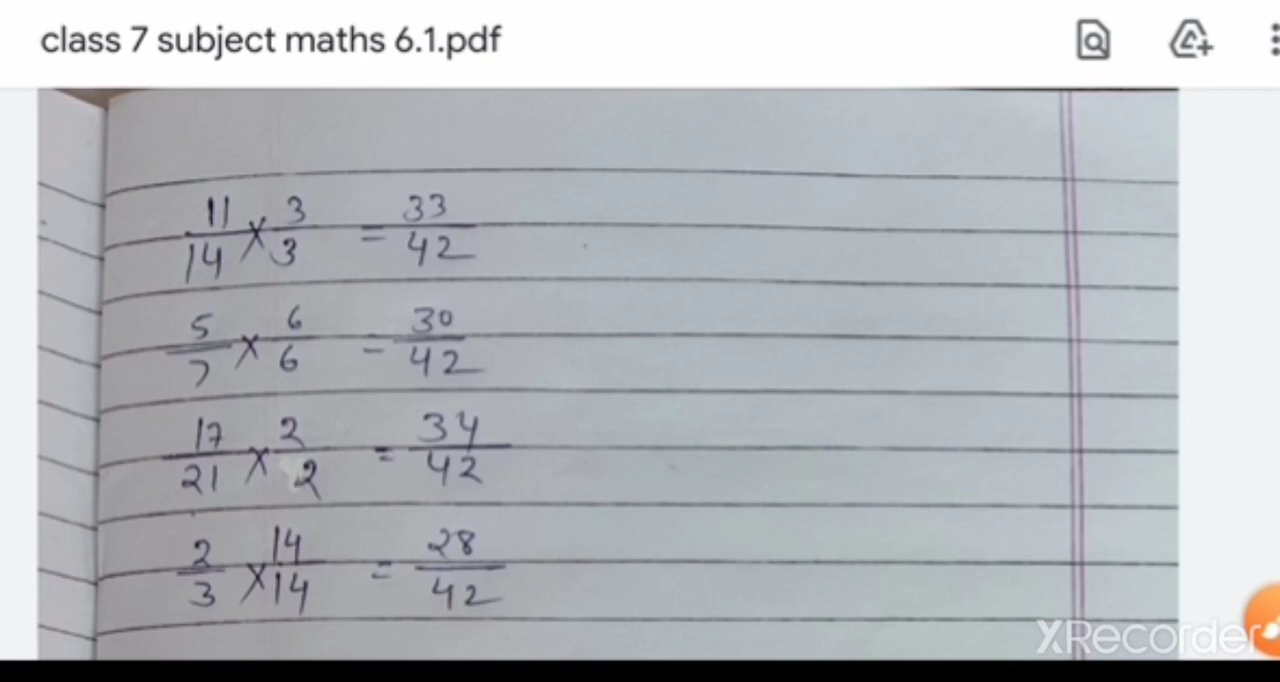 class 7 subject maths 6.1.pdf
11/14 × 3/3 = 33/42
5/7 × 6/6 = 30/42
17/21 × 2/2 = 34/42
2/3 × 14/14 = 28/42
XRecorder